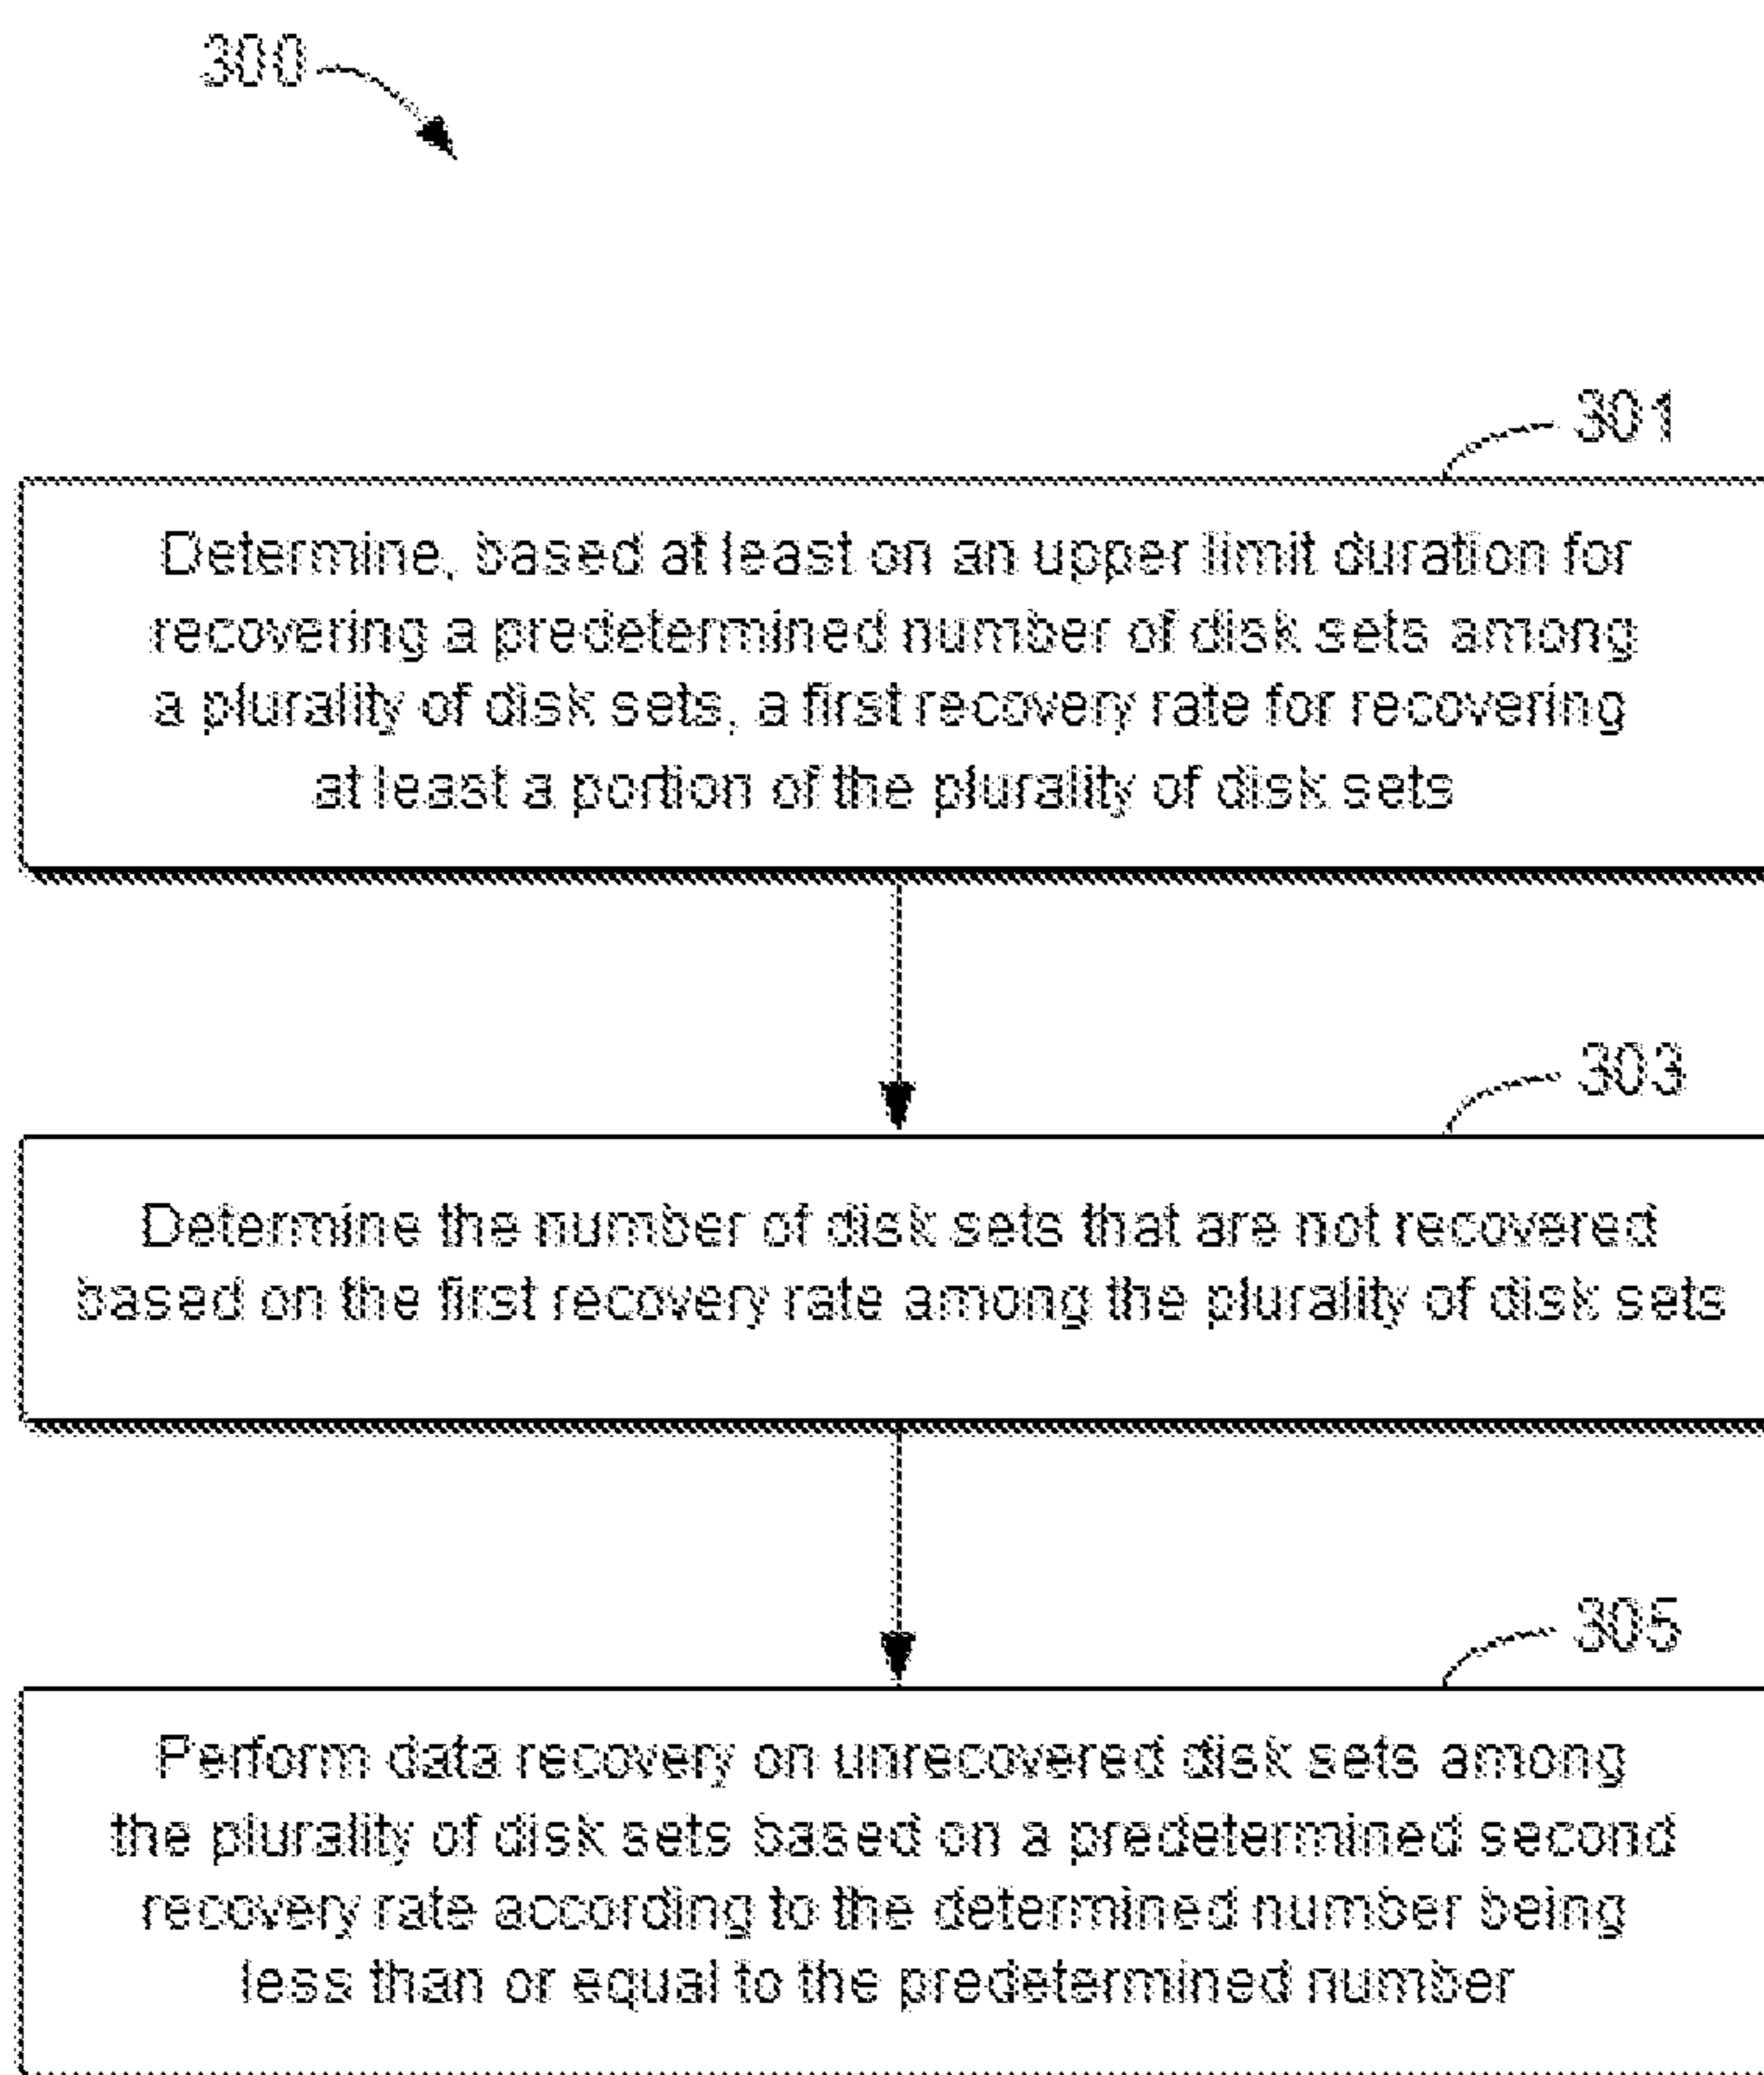 300
301
Determine, based at least on an upper limit duration for
recovering a predetermined number of disk sets among
a plurality of disk sets, a first recovery rate for recovering
at least a portion of the plurality of disk sets
303
Determine the number of disk sets that are not recovered
based on the first recovery rate among the plurality of disk sets
305
Perform data recovery on unrecovered disk sets among
the plurality of disk sets based on a predetermined second
recovery rate according to the determined number being
less than or equal to the predetermined number